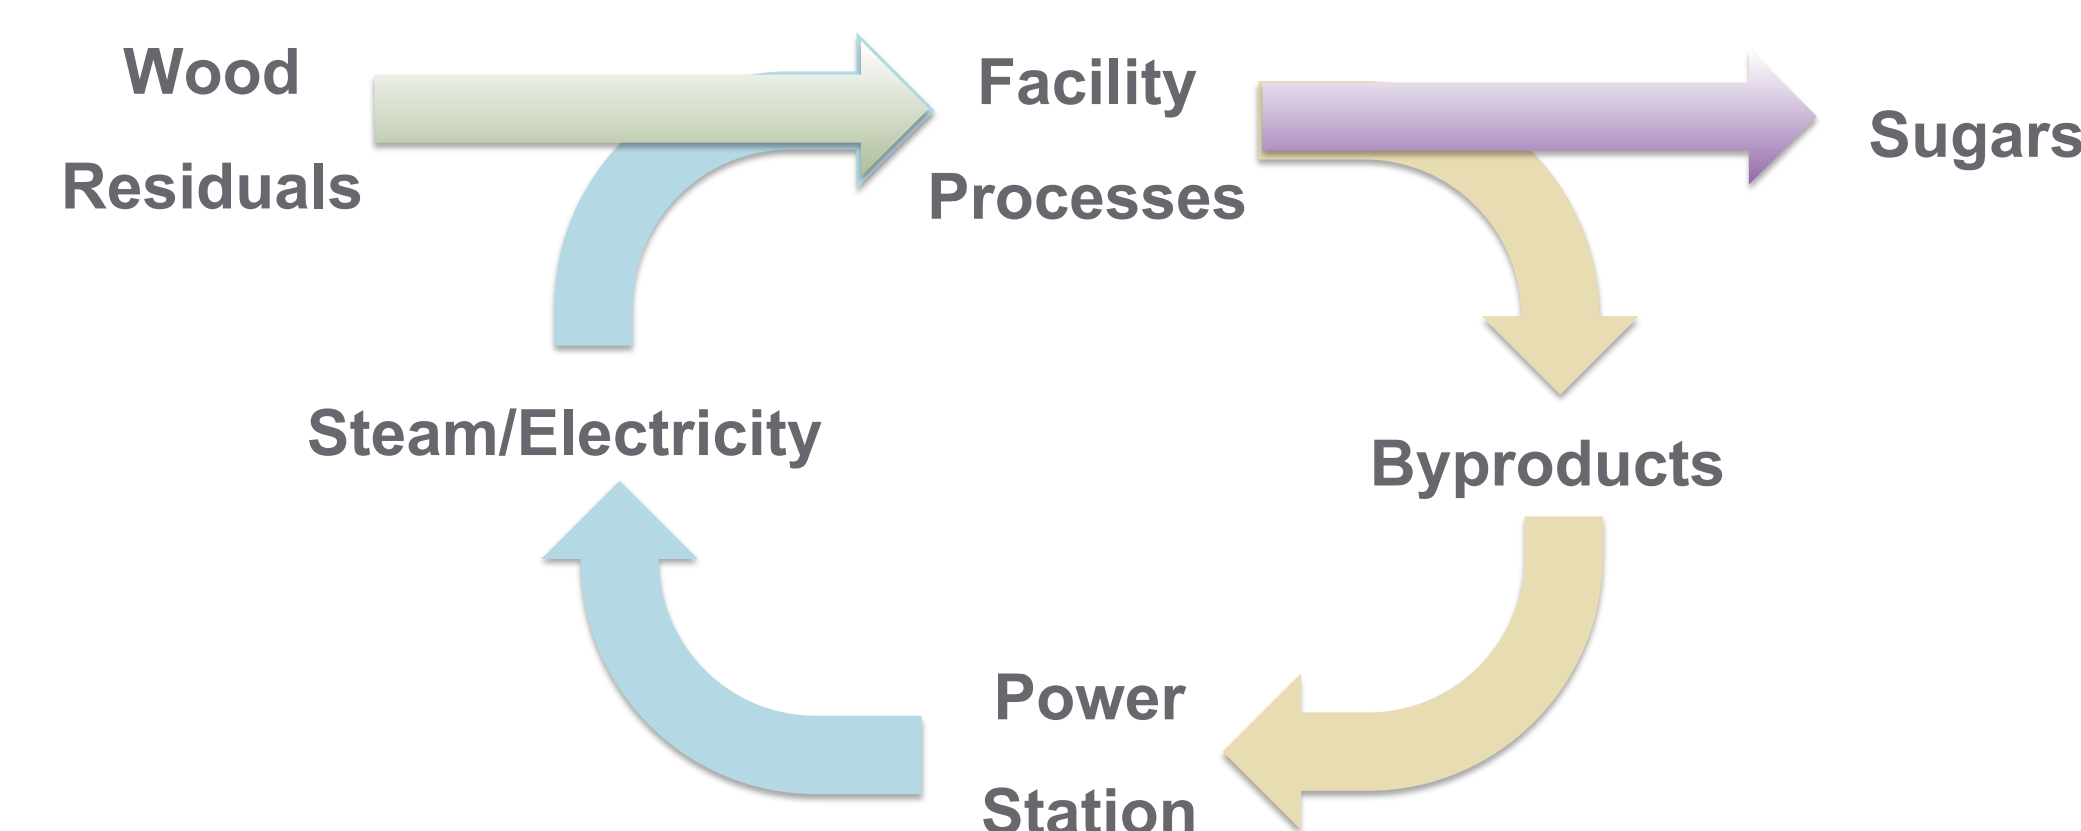 Wood
Residuals
Facility
Processes
Sugars
Steam/Electricity
Byproducts
Power
Station